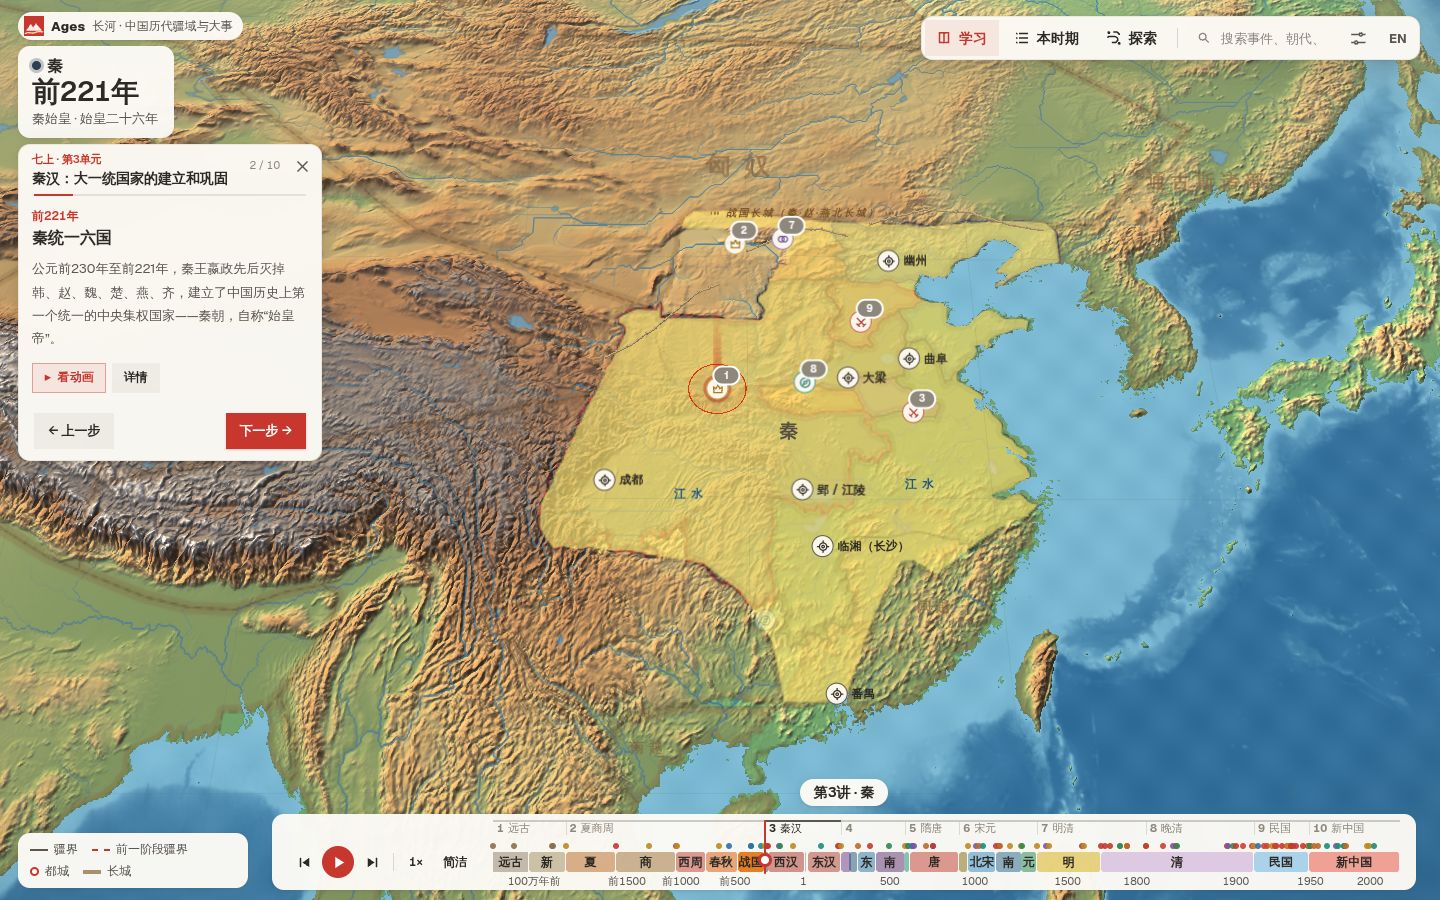 Ages 长河 · 中国历代疆域与大事
秦
前221年
秦始皇 · 始皇二十六年
学习
本时期
探索
搜索事件、朝代、
EN
七上 · 第3单元
秦汉：大一统国家的建立和巩固
2 / 10
前221年
秦统一六国
公元前230年至前221年，秦王嬴政先后灭掉
韩、赵、魏、楚、燕、齐，建立了中国历史上第
一个统一的中央集权国家——秦朝，自称“始皇
帝”。
▸ 看动画
详情
← 上一步
下一步 →
匈 奴
战国长城（秦·赵·燕北长城）
2
7
幽州
9
曲阜
1
8
大梁
3
秦
成都
江 水
郢 / 江陵
江 水
临湘（长沙）
番禺
第3讲 · 秦
疆界
前一阶段疆界
都城
长城
1×
简洁
1 远古
2 夏商周
3 秦汉
4
5 隋唐
6 宋元
7 明清
8 晚清
9 民国
10 新中国
远古
新
夏
商
西周
春秋
战国
西汉
东汉
东
南
唐
北宋
南
元
明
清
民国
新中国
100万年前
前1500
前1000
前500
1
500
1000
1500
1800
1900
1950
2000